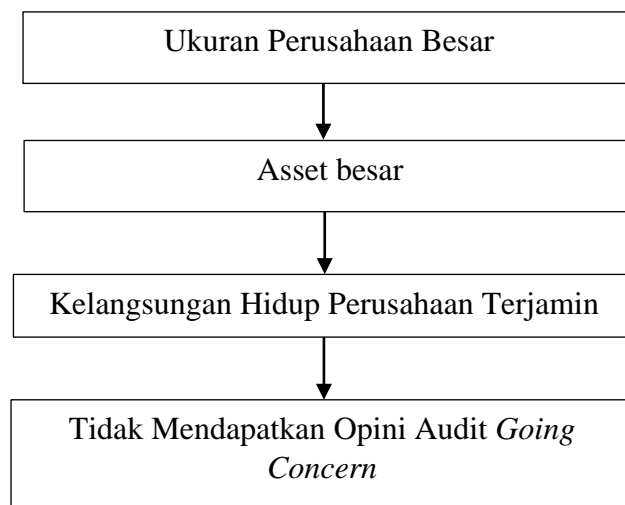 Ukuran Perusahaan Besar
Asset besar
Kelangsungan Hidup Perusahaan Terjamin
Tidak Mendapatkan Opini Audit Going
Concern